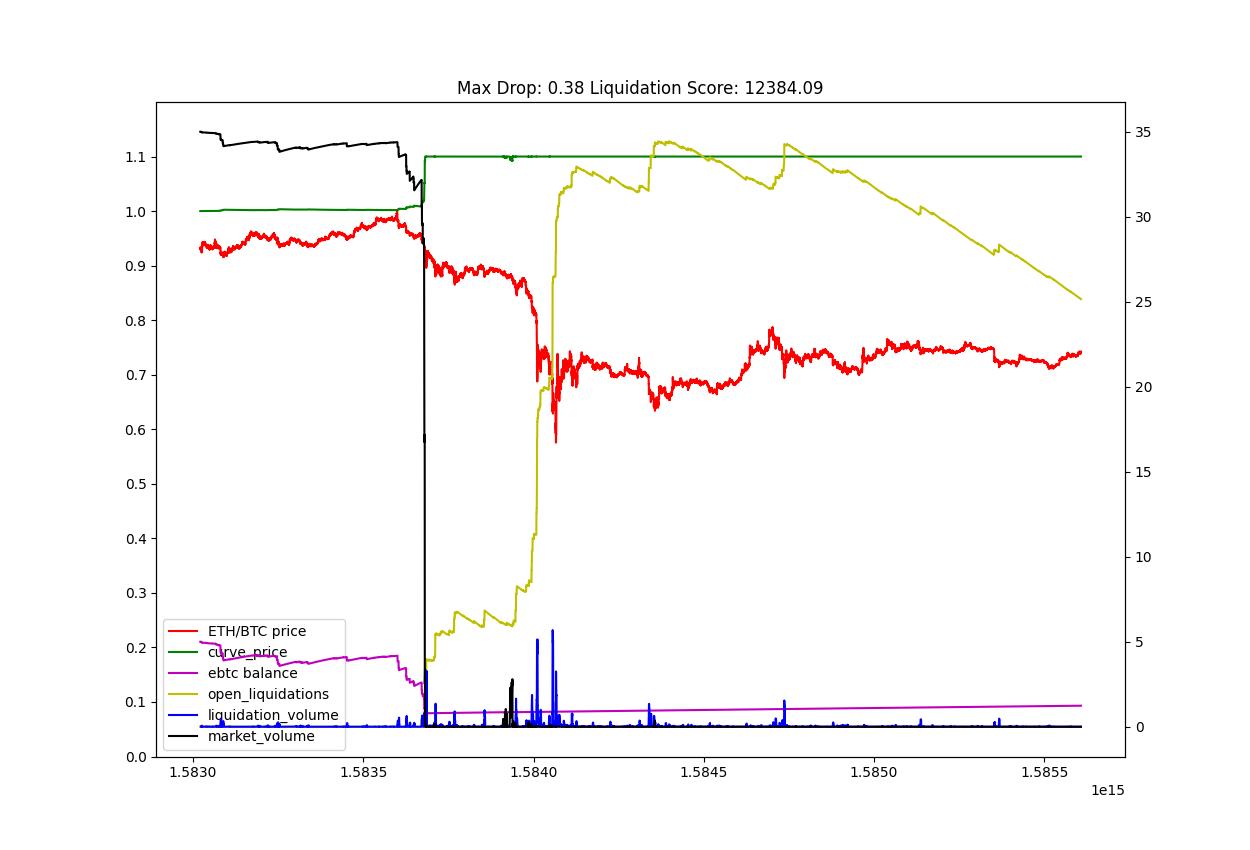 Max Drop: 0.38 Liquidation Score: 12384.09
1.1
1.0
0.9
0.8
0.7
0.6
0.5
0.4
0.3
0.2
0.1
0.0
35
30
25
20
15
10
5
0
ETH/BTC price
curve_price
ebtc balance
open_liquidations
liquidation_volume
market_volume
1.5830 1.5835 1.5840 1.5845 1.5850 1.5855
1e15